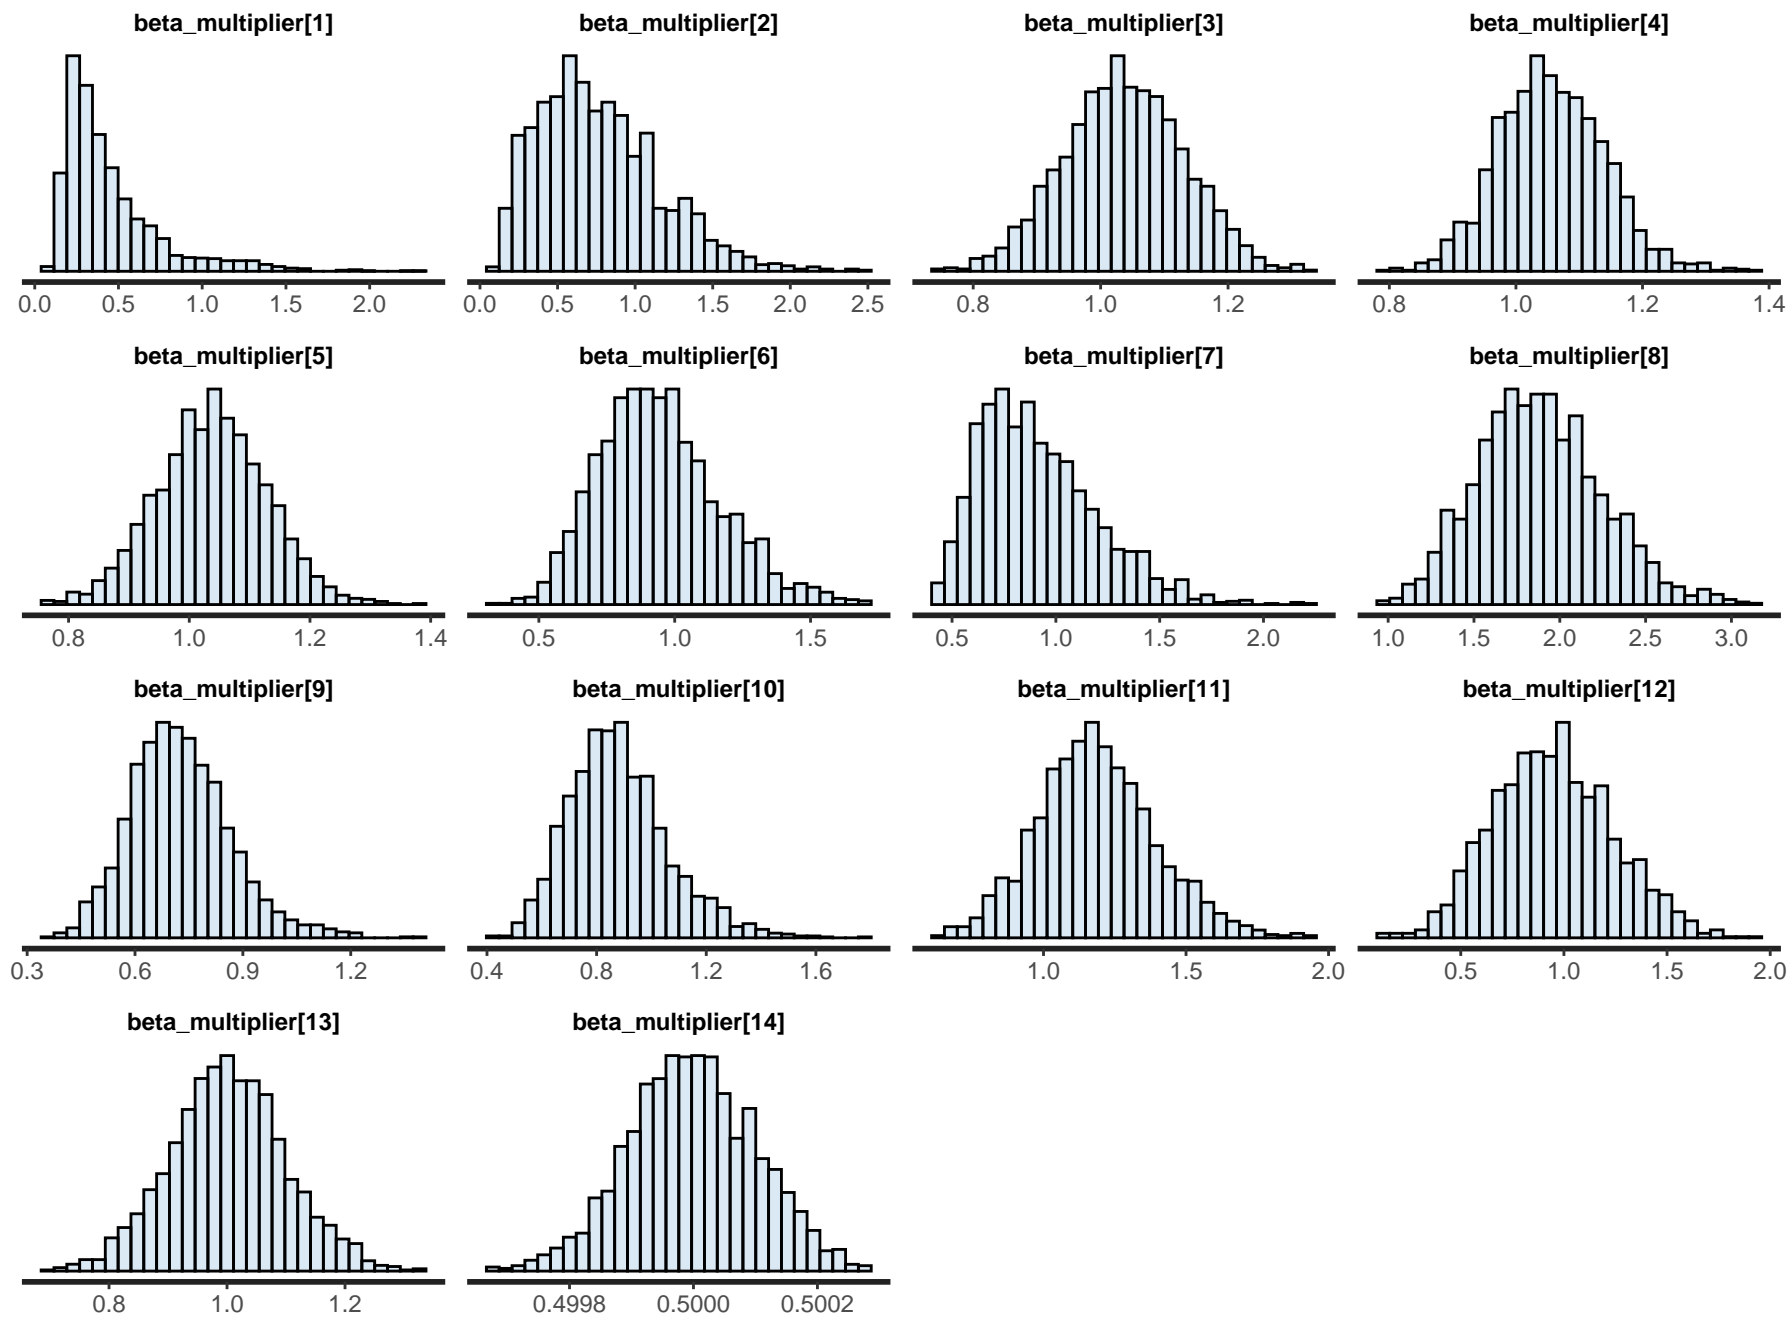 beta_multiplier[1] beta_multiplier[2] beta_multiplier[3] beta_multiplier[4]
0.0 0.5 1.0 1.5 2.0 0.0 0.5 1.0 1.5 2.0 2.5 0.8 1.0 1.2 0.8 1.0 1.2 1.4
beta_multiplier[5] beta_multiplier[6] beta_multiplier[7] beta_multiplier[8]
0.8 1.0 1.2 1.4 0.5 1.0 1.5 0.5 1.0 1.5 2.0 1.0 1.5 2.0 2.5 3.0
beta_multiplier[9] beta_multiplier[10] beta_multiplier[11] beta_multiplier[12]
0.3 0.6 0.9 1.2 0.4 0.8 1.2 1.6 1.0 1.5 2.0 0.5 1.0 1.5 2.0
beta_multiplier[13] beta_multiplier[14]
0.8 1.0 1.2 0.4998 0.5000 0.5002